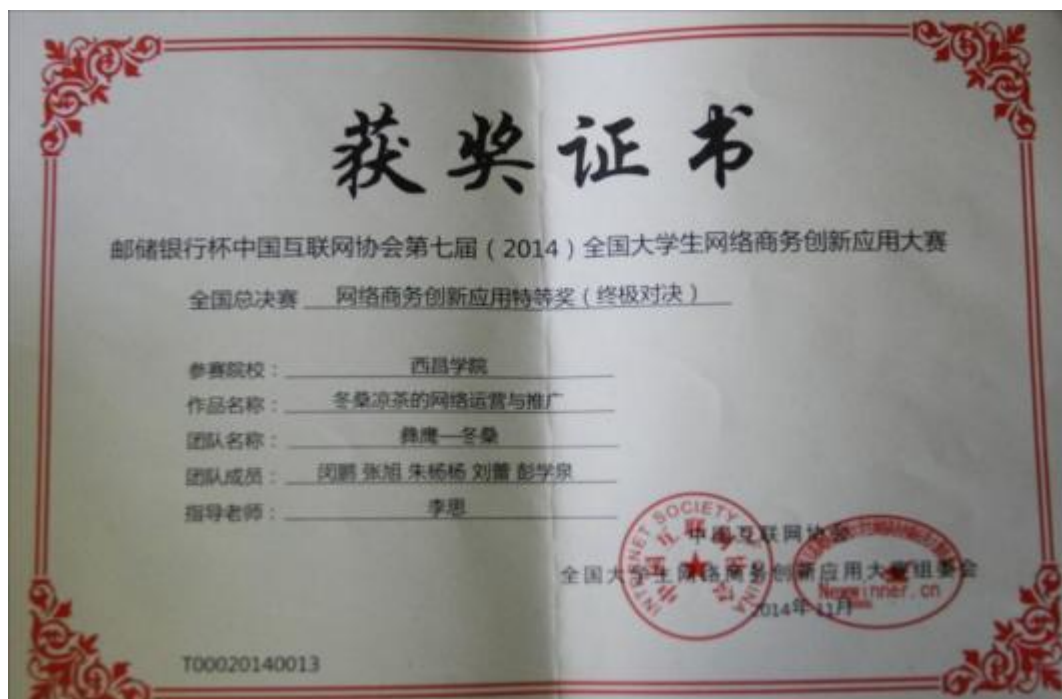 获奖证书
邮储银行杯中国互联网协会第七届(2014)全国大学生网络商务创新应用大赛
全国总决赛 网络商务创新应用特等奖(终极对决)
参赛院校: 西昌学院
作品名称: 冬桑凉茶的网络运营与推广
团队名称: 彝鹰—冬桑
团队成员: 闵鹏 张旭 朱杨杨 刘蕾 彭学泉
指导老师: 李思
INTERNET SOCIETY OF CHINA
中国互联网协会
全国大学生网络商务创新应用大赛组委会
Newwinner.cn
2014年11月
T00020140013